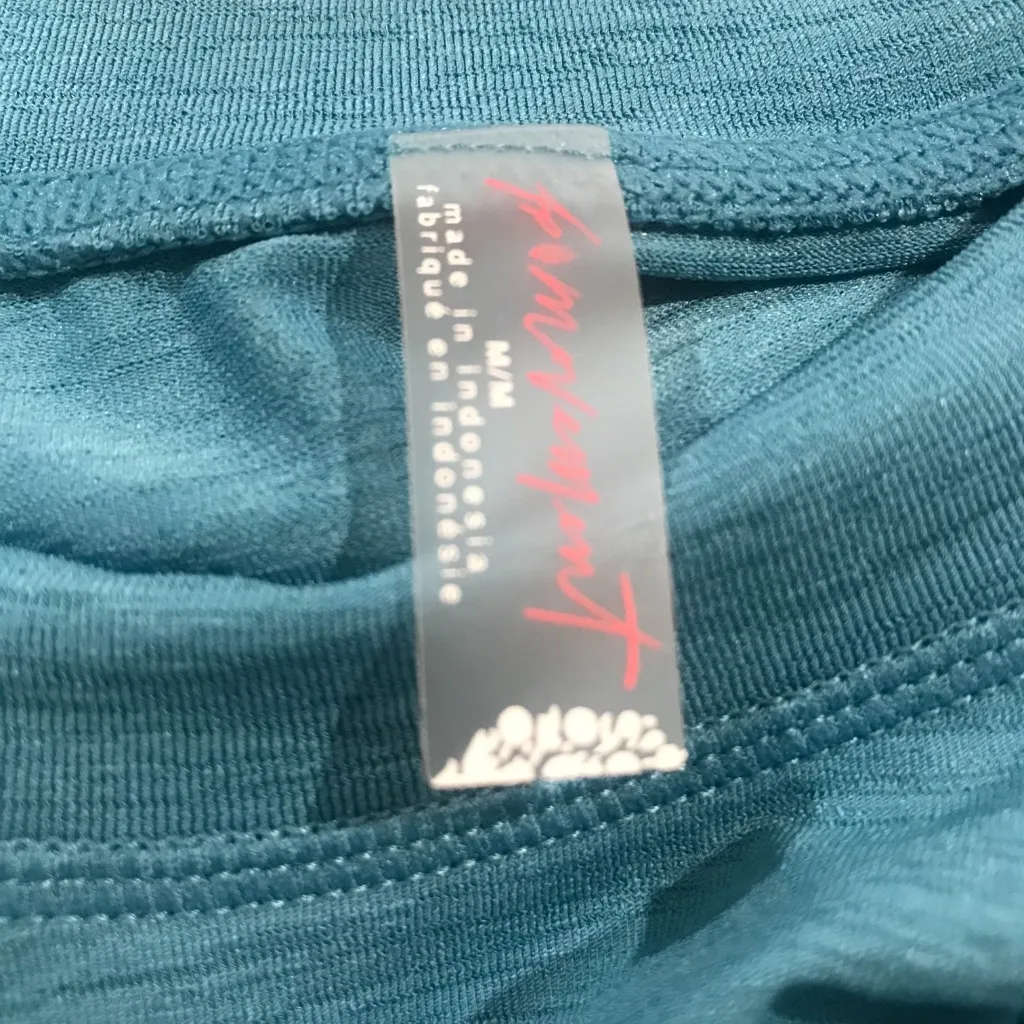 M/M
made in indonesia
fabriqué en indonésie